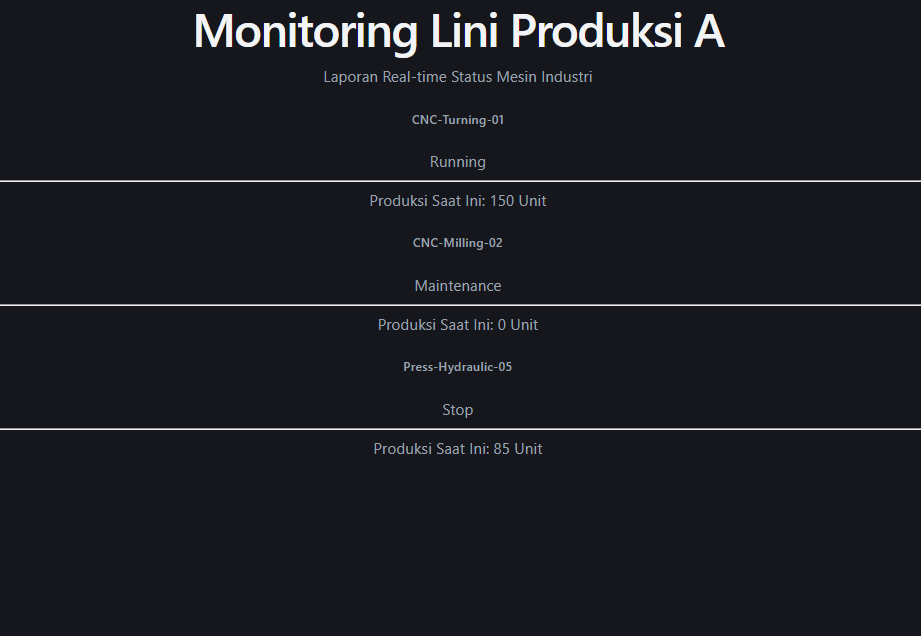 Monitoring Lini Produksi A
Laporan Real-time Status Mesin Industri
CNC-Turning-01
Running
Produksi Saat Ini: 150 Unit
CNC-Milling-02
Maintenance
Produksi Saat Ini: 0 Unit
Press-Hydraulic-05
Stop
Produksi Saat Ini: 85 Unit